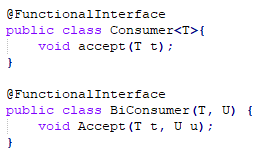 @FunctionalInterface
public class Consumer<T>{
    void accept(T t);
}
@FunctionalInterface
public class BiConsumer(T, U) {
    void Accept(T t, U u);
}